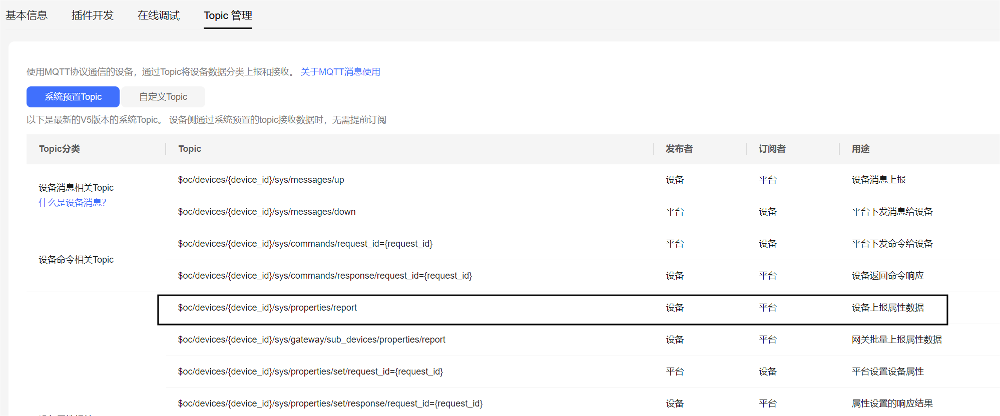 基本信息 插件开发 在线调试 Topic 管理
使用MQTT协议通信的设备，通过Topic将设备数据分类上报和接收。 关于MQTT消息使用
系统预置Topic 自定义Topic
以下是最新的V5版本的系统Topic。 设备侧通过系统预置的topic接收数据时，无需提前订阅
Topic分类 Topic 发布者 订阅者 用途
设备消息相关Topic
什么是设备消息?
$oc/devices/{device_id}/sys/messages/up 设备 平台 设备消息上报
$oc/devices/{device_id}/sys/messages/down 平台 设备 平台下发消息给设备
设备命令相关Topic
$oc/devices/{device_id}/sys/commands/request_id={request_id} 平台 设备 平台下发命令给设备
$oc/devices/{device_id}/sys/commands/response/request_id={request_id} 设备 平台 设备返回命令响应
$oc/devices/{device_id}/sys/properties/report 设备 平台 设备上报属性数据
$oc/devices/{device_id}/sys/gateway/sub_devices/properties/report 设备 平台 网关批量上报属性数据
$oc/devices/{device_id}/sys/properties/set/request_id={request_id} 平台 设备 平台设置设备属性
$oc/devices/{device_id}/sys/properties/set/response/request_id={request_id} 设备 平台 属性设置的响应结果